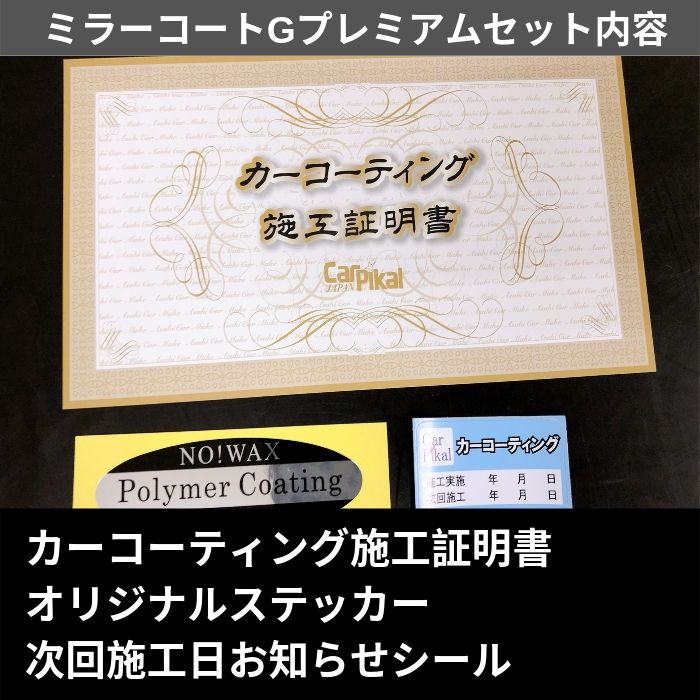 ミラーコートGプレミアムセット内容
カーコーティング
施工証明書
CarPikal
JAPAN
NO!WAX
Polymer Coating
Car
Pikal
カーコーティング
施工実施 年 月 日
次回施工 年 月 日
カーコーティング施工証明書
オリジナルステッカー
次回施工日お知らせシール